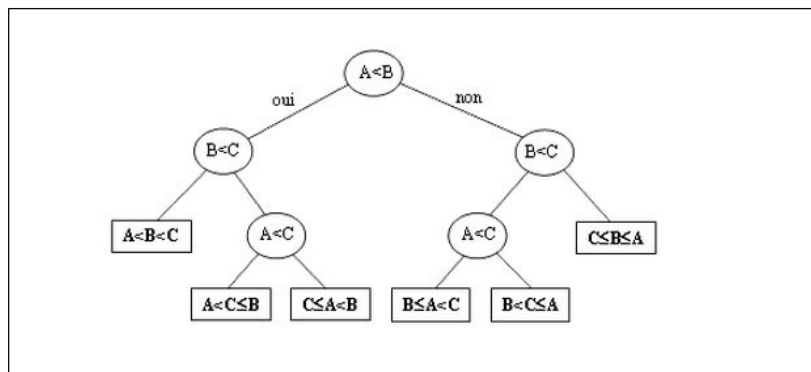 A<B
oui
non
B<C
B<C
A<B<C
A<C
A<C
C≤B≤A
A<C≤B
C≤A<B
B≤A<C
B<C≤A